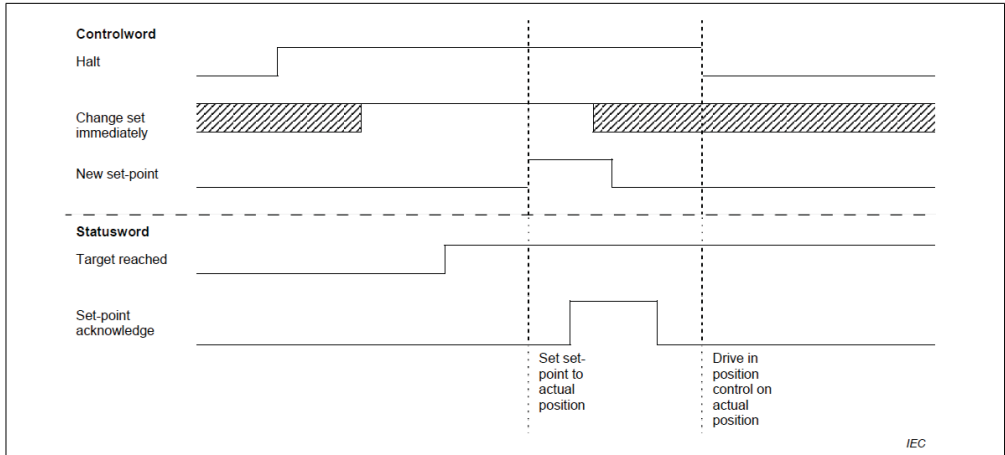 Controlword
Halt
Change set
immediately
New set-point
Statusword
Target reached
Set-point
acknowledge
Set set-
point to
actual
position
Drive in
position
control on
actual
position
IEC